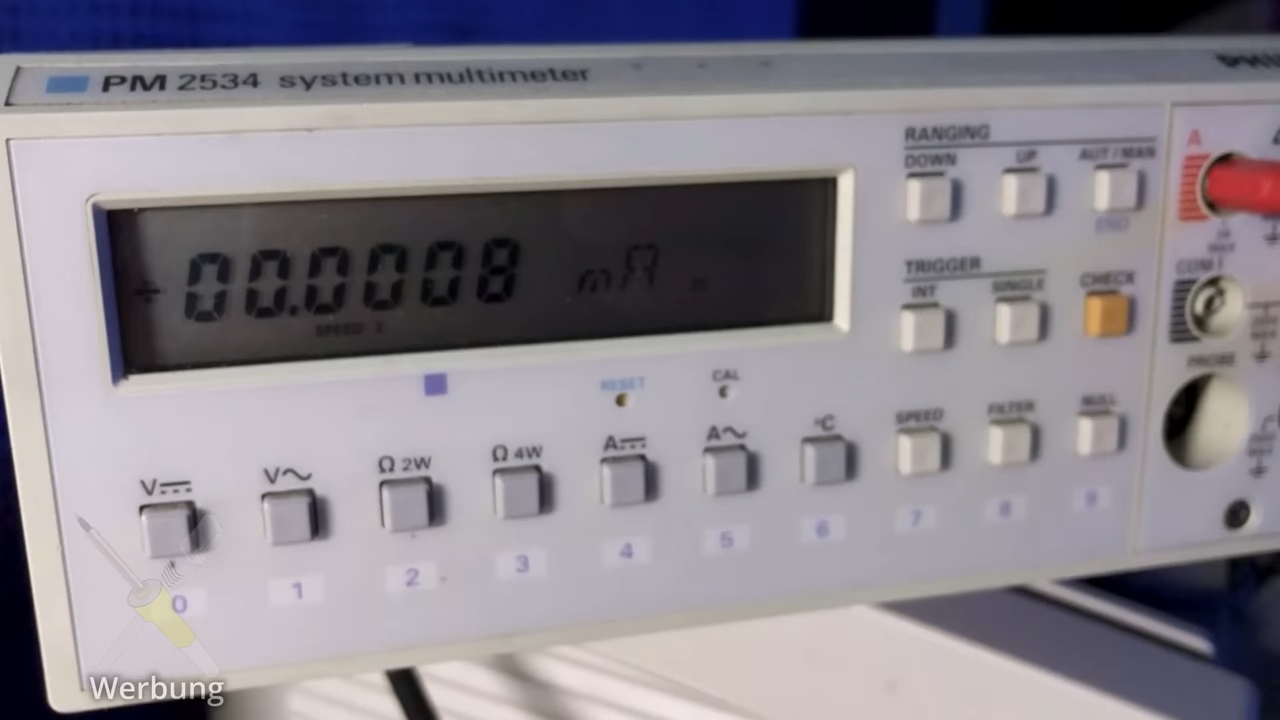 PM 2534 system multimeter
00.0008 mA
SPEED 2
RANGING
DOWN UP AUT/MAN
TRIGGER
INT SINGLE CHECK
RESET CAL
V V Ω 2W Ω 4W A A °C SPEED FILTER NULL
0 1 2 3 4 5 6 7 8 9
A
COM
PROBE
Werbung